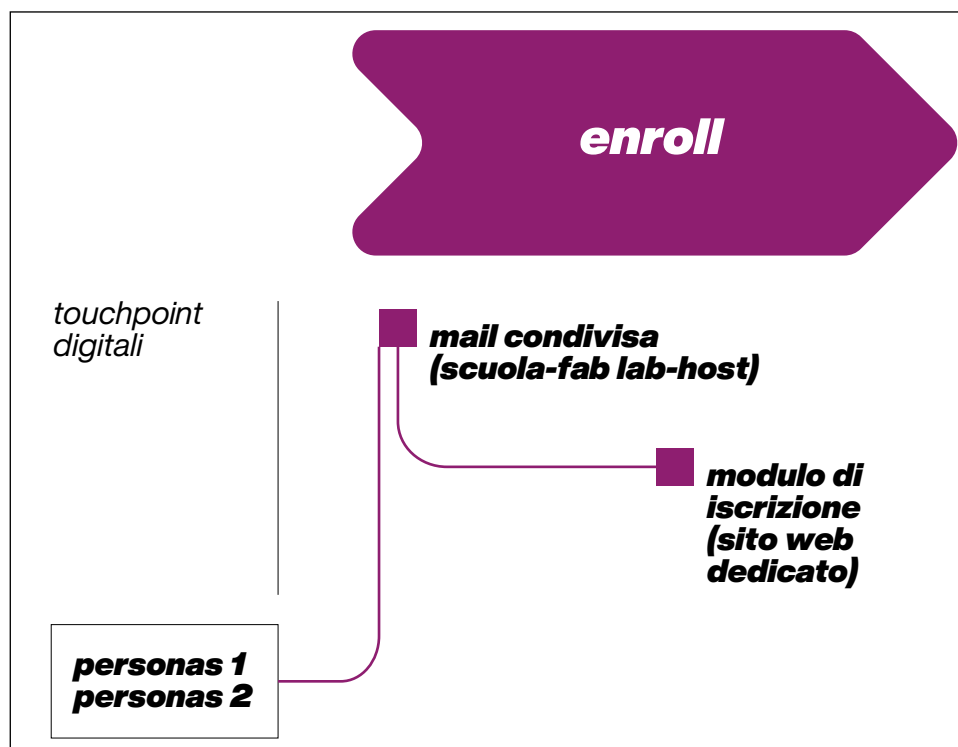 enroll
touchpoint
digitali
mail condivisa
(scuola-fab lab-host)
modulo di
iscrizione
(sito web
dedicato)
personas 1
personas 2